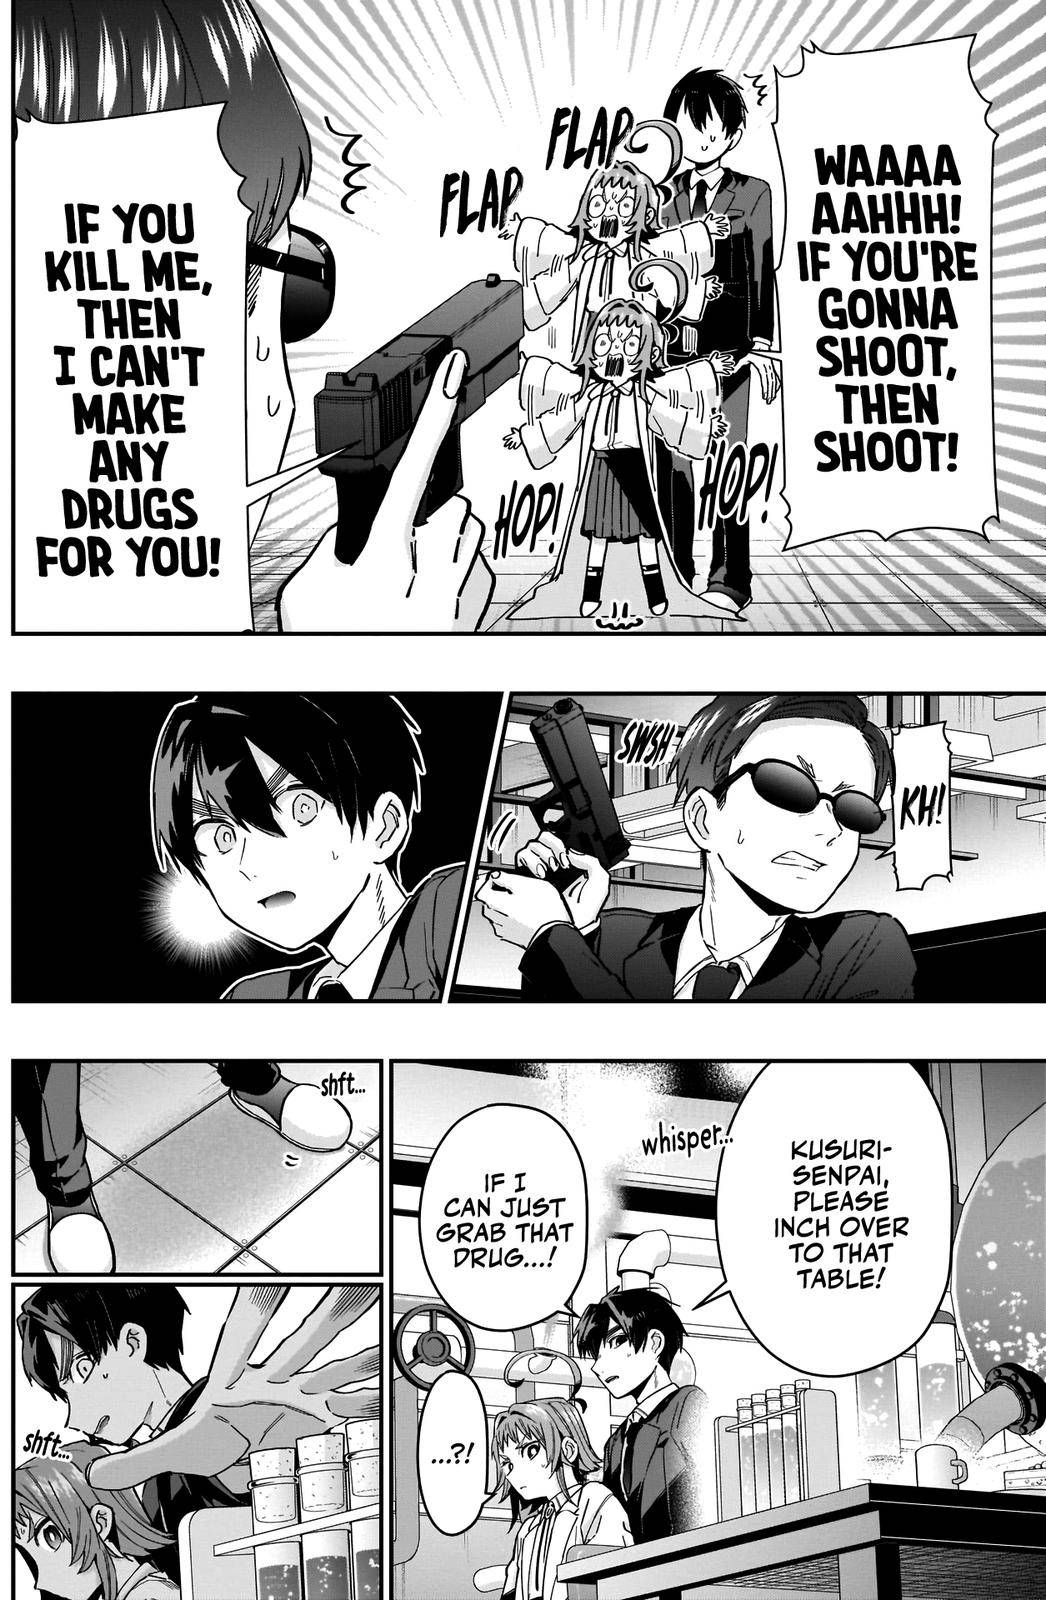 WAAAA
AAHHH!
IF YOU'RE
GONNA
SHOOT,
THEN
SHOOT!
FLAP
FLAP
HOP!
HOP!
IF YOU
KILL ME,
THEN
I CAN'T
MAKE
ANY
DRUGS
FOR YOU!
KH!
SWSH
KUSURI-
SENPAI,
PLEASE
INCH OVER
TO THAT
TABLE!
whisper...
IF I
CAN JUST
GRAB THAT
DRUG...!
...?!
shft...
shft...